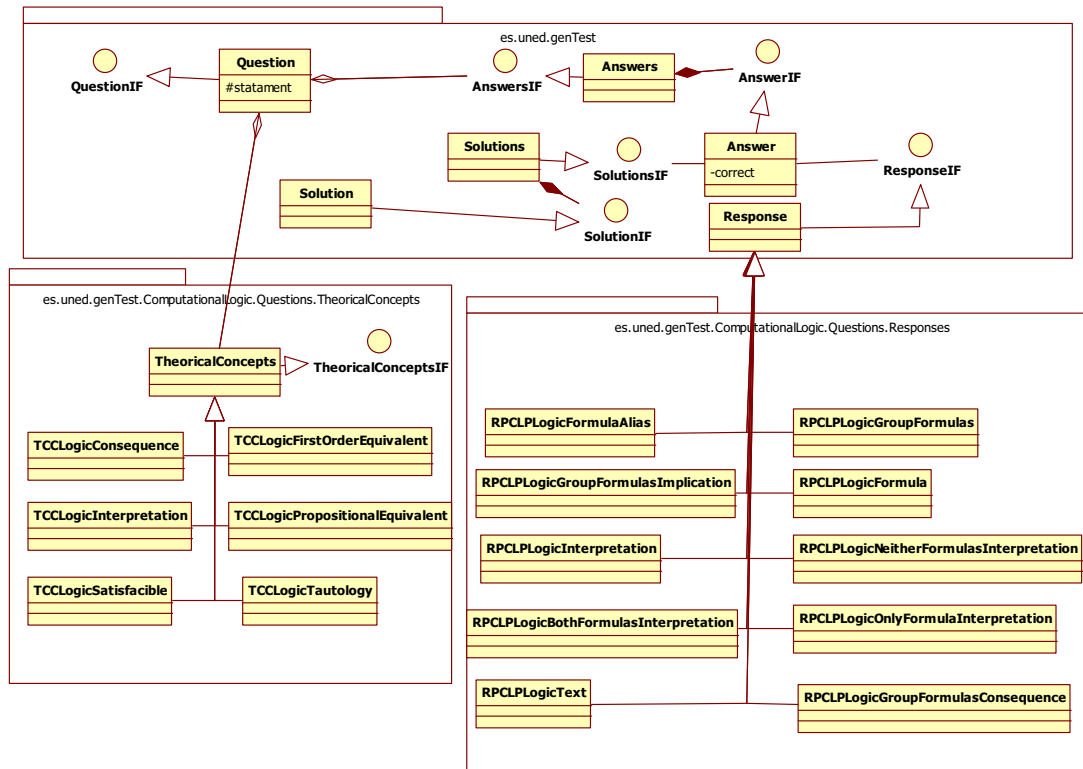 es.uned.genTest
Question
#statament
QuestionIF
AnswersIF
Answers
AnswerIF
Solutions
SolutionsIF
Answer
-correct
ResponseIF
Solution
SolutionIF
Response
es.uned.genTest.ComputationalLogic.Questions.TheoricalConcepts
TheoricalConcepts
TheoricalConceptsIF
TCCLogicConsequence
TCCLogicFirstOrderEquivalent
TCCLogicInterpretation
TCCLogicPropositionalEquivalent
TCCLogicSatisfacible
TCCLogicTautology
es.uned.genTest.ComputationalLogic.Questions.Responses
RPCLPLogicFormulaAlias
RPCLPLogicGroupFormulas
RPCLPLogicGroupFormulasImplication
RPCLPLogicFormula
RPCLPLogicInterpretation
RPCLPLogicNeitherFormulasInterpretation
RPCLPLogicBothFormulasInterpretation
RPCLPLogicOnlyFormulaInterpretation
RPCLPLogicText
RPCLPLogicGroupFormulasConsequence